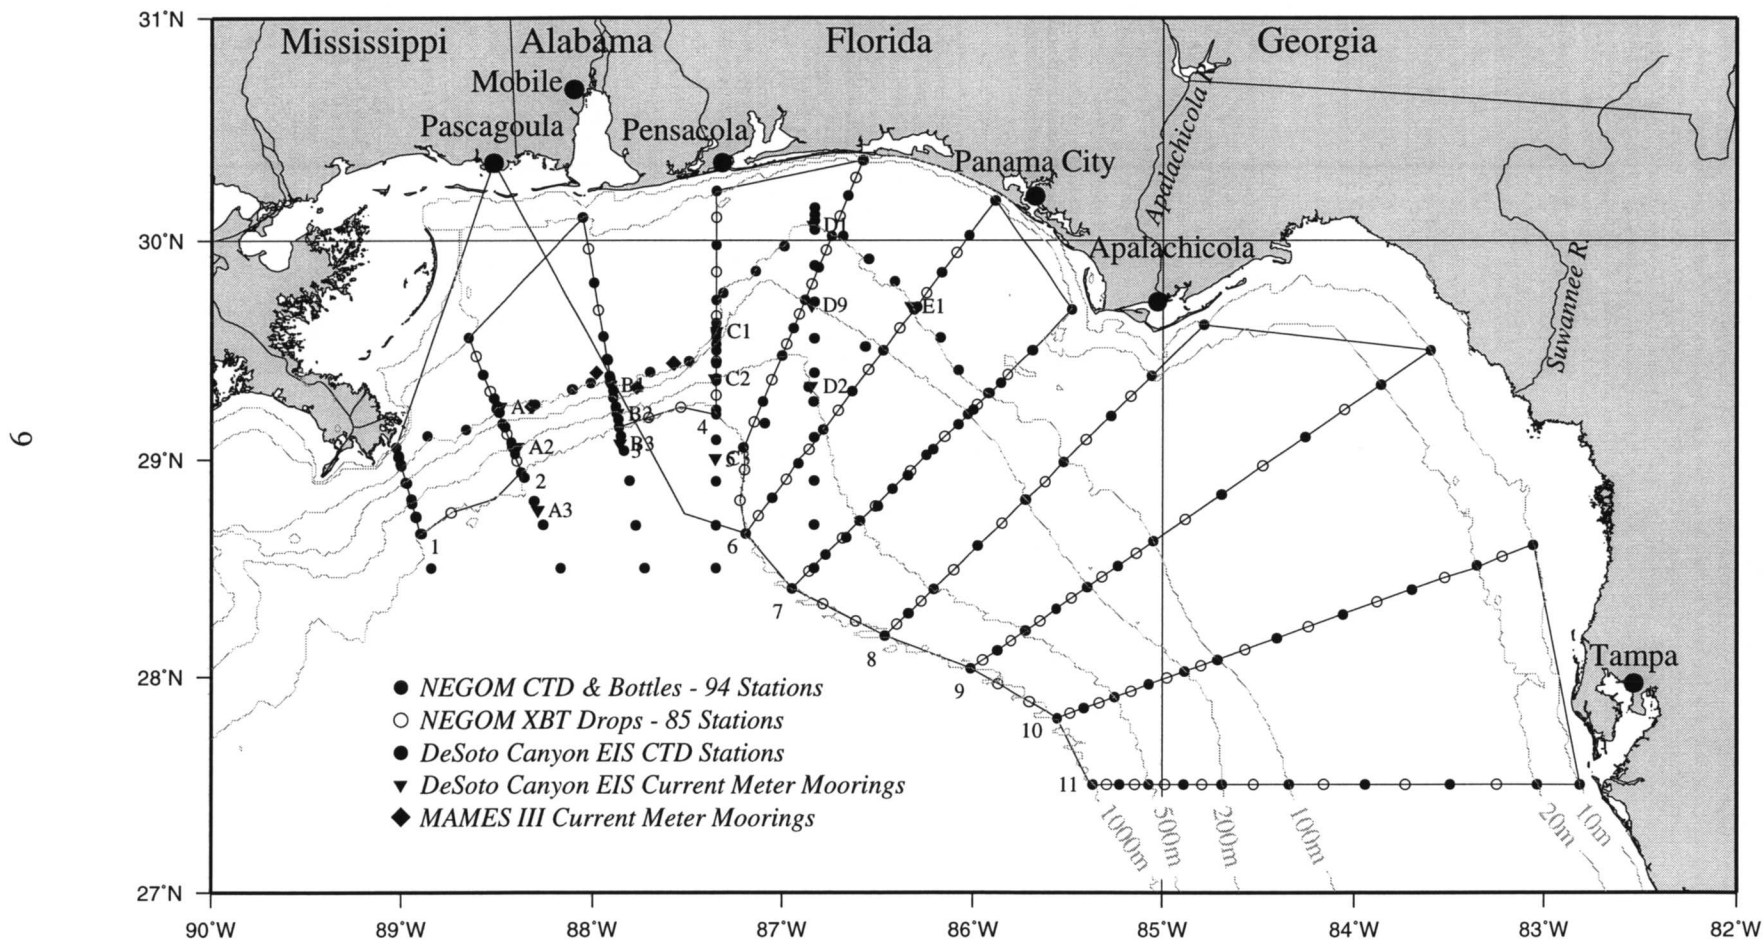 31°N
30°N
29°N
28°N
27°N
90°W
89°W
88°W
87°W
86°W
85°W
84°W
83°W
82°W
9
Mississippi
Alabama
Florida
Georgia
Mobile
Pascagoula
Pensacola
Panama City
Apalachicola
Apalachicola R.
Suwannee R.
Tampa
D1
D9
E1
C1
C2
D2
B1
B2
B3
A2
A3
1
2
3
4
5
6
7
8
9
10
11
NEGOM CTD & Bottles - 94 Stations
NEGOM XBT Drops - 85 Stations
DeSoto Canyon EIS CTD Stations
DeSoto Canyon EIS Current Meter Moorings
MAMES III Current Meter Moorings
1000m
500m
200m
100m
20m
10m